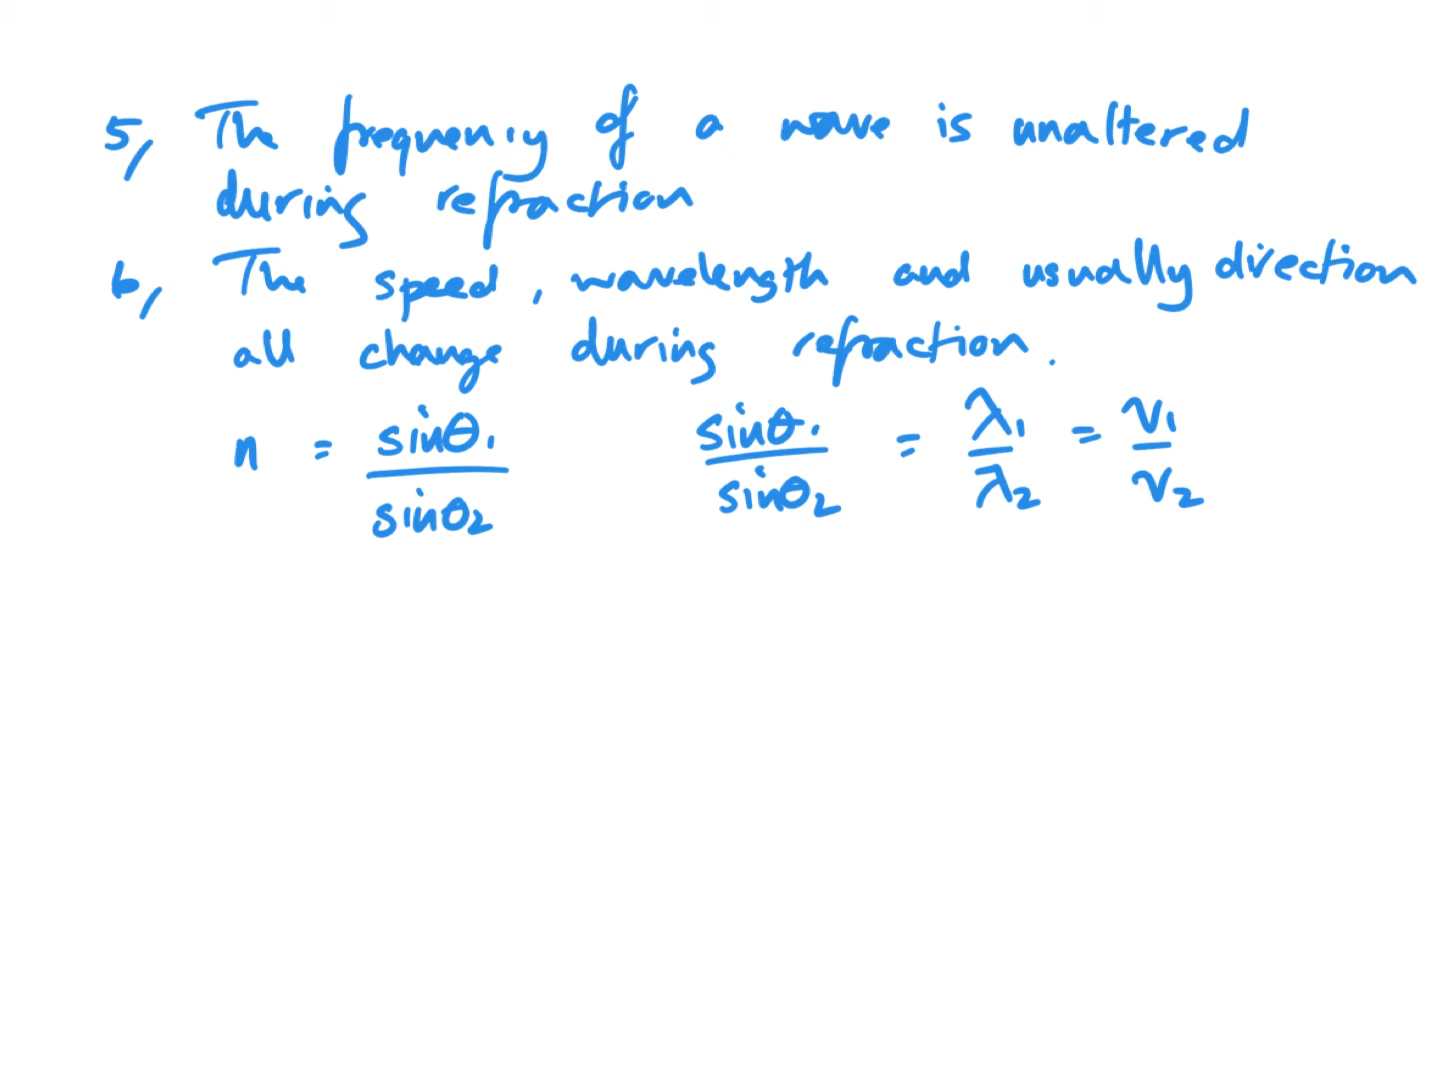 5, The frequency of a wave is unaltered
during refraction
6, The speed, wavelength and usually direction
all change during refraction.
n = sinθ₁/sinθ₂    sinθ₁/sinθ₂ = λ₁/λ₂ = v₁/v₂